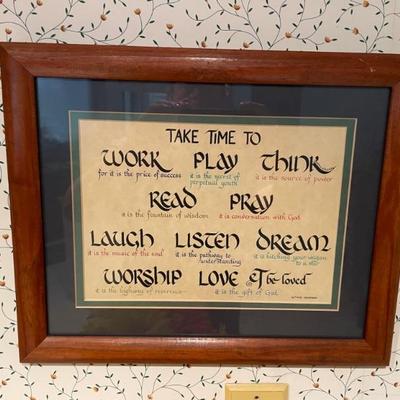 TAKE TIME TO
WORK PLAY THINK
for it is the price of success it is the secret of perpetual youth it is the source of power
READ PRAY
it is the fountain of wisdom it is conversation with God
LAUGH LISTEN DREAM
it is the music of the soul it is the pathway to understanding it is hitching your wagon to a star
WORSHIP LOVE & To be loved
it is the highway of reverence it is the gift of God